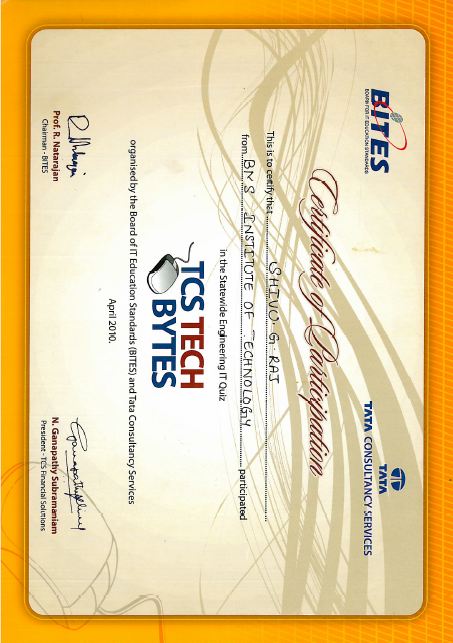 BITES
BOARD FOR IT EDUCATION STANDARDS
TATA
TATA CONSULTANCY SERVICES
Certificate of Participation
This is to certify that SHIVO. G. RAJ
from BMS INSTITUTE OF TECHNOLOGY participated
in the Statewide Engineering IT Quiz
TCS TECH
BYTES
organised by the Board of IT Education Standards (BITES) and Tata Consultancy Services
April 2010.
Prof. R. Natarajan
Chairman - BITES
N. Ganapathy Subramaniam
President - TCS Financial Solutions